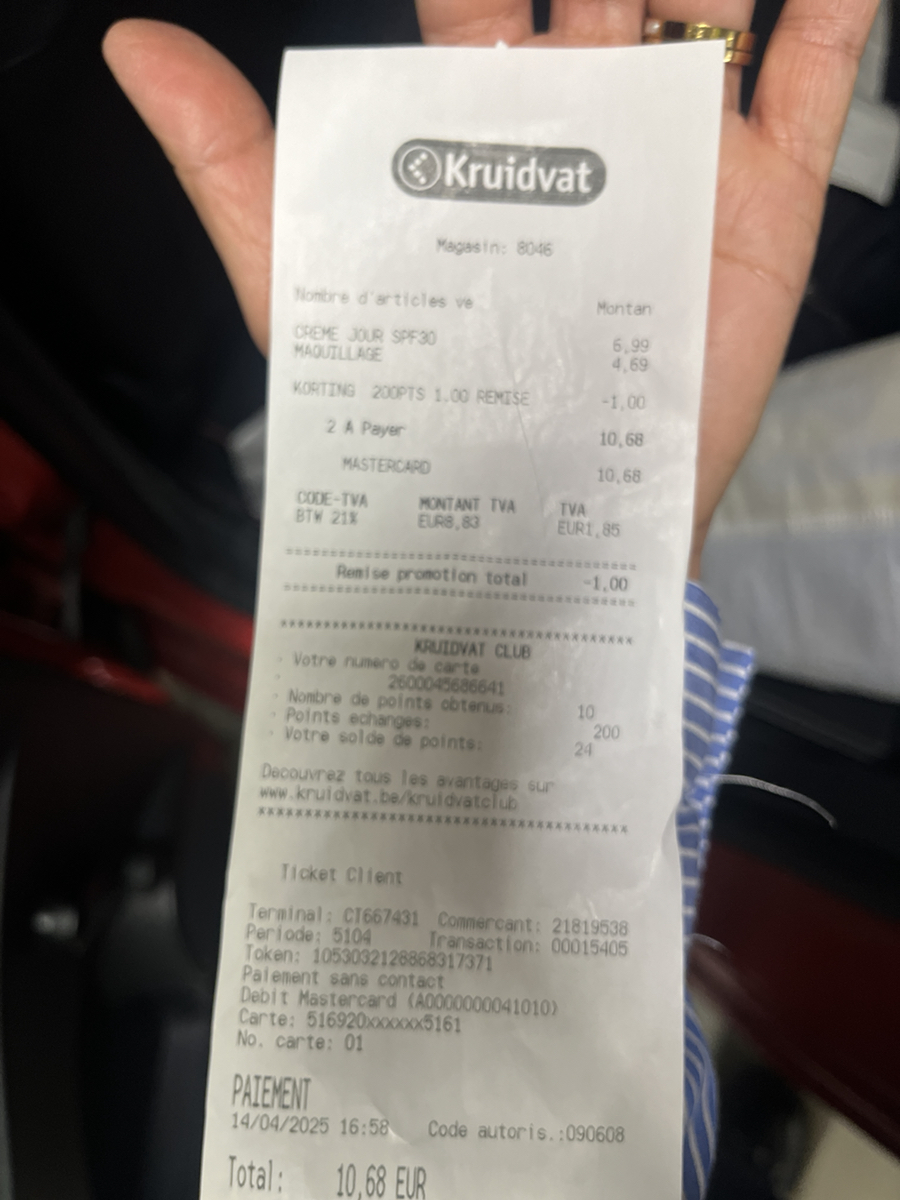 Kruidvat
Magasin: 8046
Nombre d'articles ve Montan
CREME JOUR SPF30 6,99
MAQUILLAGE 4,69
KORTING 200PTS 1.00 REMISE -1,00
2 A Payer 10,68
MASTERCARD 10,68
CODE-TVA MONTANT TVA TVA
BTW 21% EUR8,83 EUR1,85
====================================
Remise promotion total -1,00
====================================
************************************
KRUIDVAT CLUB
· Votre numero de carte
· 2600045686641
· Nombre de points obtenus: 10
· Points echanges: 200
· Votre solde de points: 24
Decouvrez tous les avantages sur
www.kruidvat.be/kruidvatclub
************************************
Ticket Client
Terminal: CT667431 Commercant: 21819538
Periode: 5104 Transaction: 00015405
Token: 1053032128868317371
Paiement sans contact
Debit Mastercard (A0000000041010)
Carte: 516920xxxxxx5161
No. carte: 01
PAIEMENT
14/04/2025 16:58 Code autoris.:090608
Total: 10,68 EUR